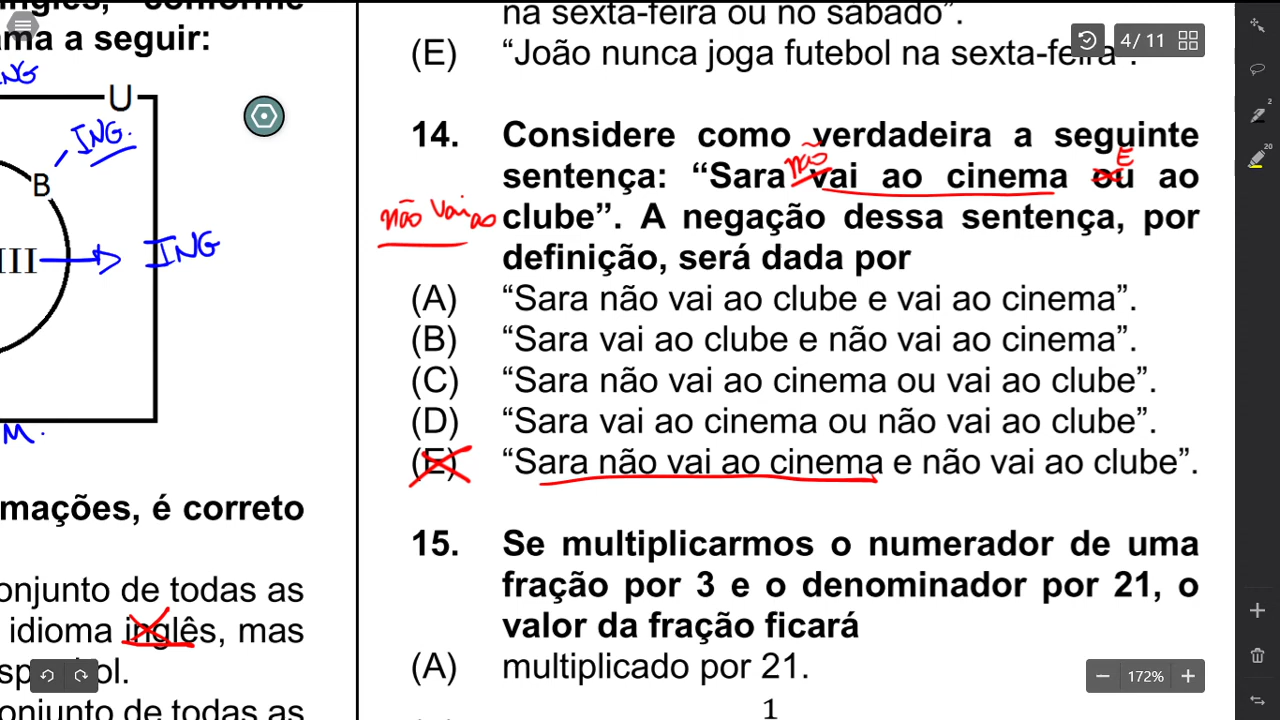 ama a seguir:
ING
U
ING.
B
III
ING
M.
mações, é correto
onjunto de todas as
idioma inglês, mas
onjunto de todas as
na sexta-feira ou no sábado”.
(E) “João nunca joga futebol na sexta-feira”.
4/11
14. Considere como verdadeira a seguinte
não
E
sentença: “Sara vai ao cinema ou ao
não vai ao
clube”. A negação dessa sentença, por
definição, será dada por
(A) “Sara não vai ao clube e vai ao cinema”.
(B) “Sara vai ao clube e não vai ao cinema”.
(C) “Sara não vai ao cinema ou vai ao clube”.
(D) “Sara vai ao cinema ou não vai ao clube”.
(E) “Sara não vai ao cinema e não vai ao clube”.
15. Se multiplicarmos o numerador de uma
fração por 3 e o denominador por 21, o
valor da fração ficará
(A) multiplicado por 21.
172%
1
2
20